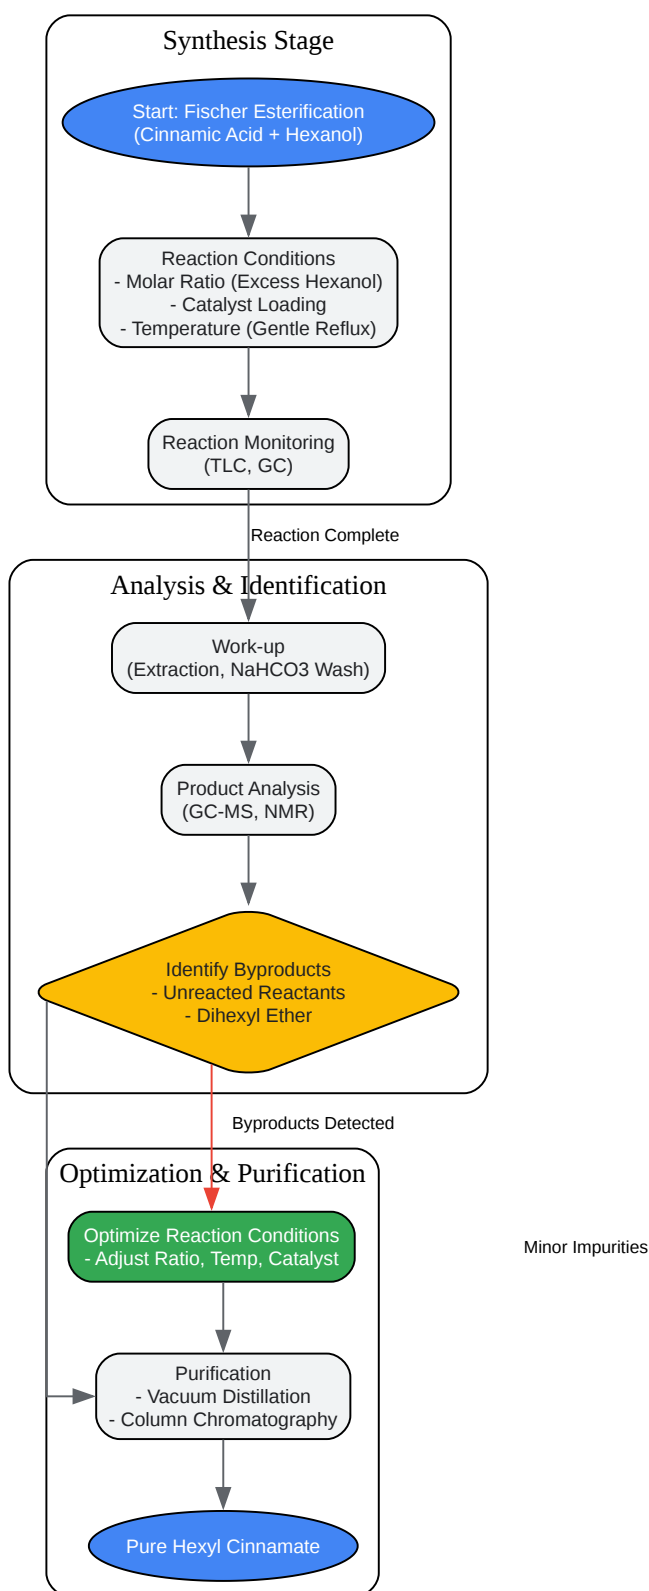 Synthesis Stage
Start: Fischer Esterification
(Cinnamic Acid + Hexanol)
Reaction Conditions
- Molar Ratio (Excess Hexanol)
- Catalyst Loading
- Temperature (Gentle Reflux)
Reaction Monitoring
(TLC, GC)
Reaction Complete
Analysis & Identification
Work-up
(Extraction, NaHCO3 Wash)
Product Analysis
(GC-MS, NMR)
Identify Byproducts
- Unreacted Reactants
- Dihexyl Ether
Byproducts Detected
Optimization & Purification
Optimize Reaction Conditions
- Adjust Ratio, Temp, Catalyst
Minor Impurities
Purification
- Vacuum Distillation
- Column Chromatography
Pure Hexyl Cinnamate